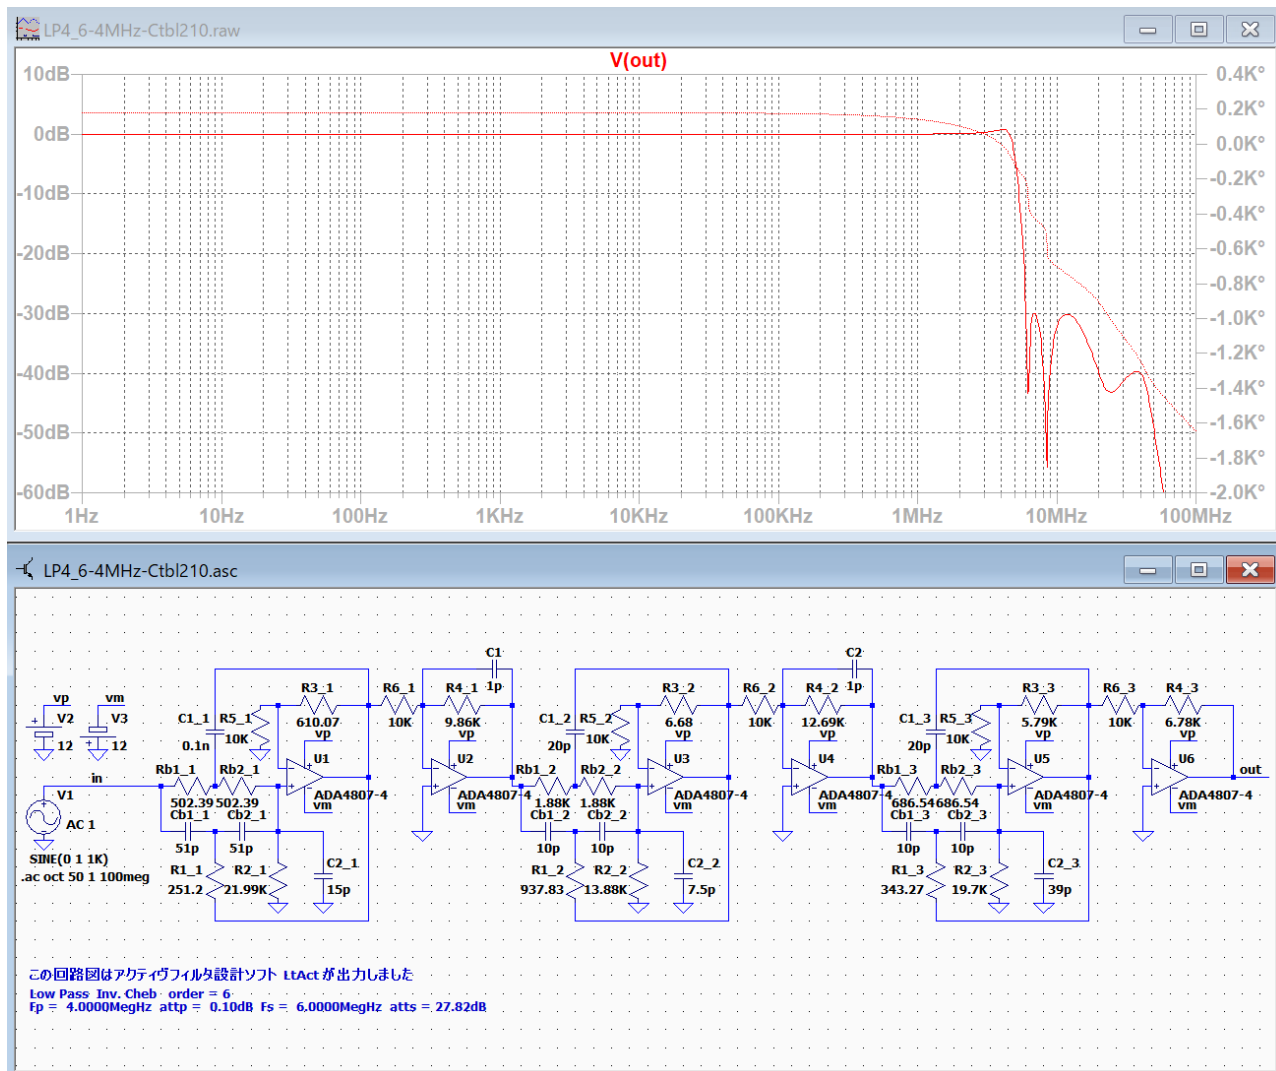 LP4_6-4MHz-Ctbl210.raw
V(out)
10dB
0dB
-10dB
-20dB
-30dB
-40dB
-50dB
-60dB
0.4K°
0.2K°
0.0K°
-0.2K°
-0.4K°
-0.6K°
-0.8K°
-1.0K°
-1.2K°
-1.4K°
-1.6K°
-1.8K°
-2.0K°
1Hz 10Hz 100Hz 1KHz 10KHz 100KHz 1MHz 10MHz 100MHz
LP4_6-4MHz-Ctbl210.asc
vp
V2
12
vm
V3
12
in
V1
AC 1
SINE(0 1 1K)
.ac oct 50 1 100meg
C1_1
0.1n
R5_1
10K
R3_1
610.07
vp
U1
ADA4807-4
vm
Rb1_1
502.39
Rb2_1
502.39
Cb1_1
51p
Cb2_1
51p
R1_1
251.2
R2_1
21.99K
C2_1
15p
R6_1
10K
C1
1p
R4_1
9.86K
vp
U2
ADA4807-4
vm
C1_2
20p
R5_2
10K
R3_2
6.68
vp
U3
ADA4807-4
vm
Rb1_2
1.88K
Rb2_2
1.88K
Cb1_2
10p
Cb2_2
10p
R1_2
937.83
R2_2
13.88K
C2_2
7.5p
R6_2
10K
C2
1p
R4_2
12.69K
vp
U4
ADA4807-4
vm
C1_3
20p
R5_3
10K
R3_3
5.79K
vp
U5
ADA4807-4
vm
Rb1_3
686.54
Rb2_3
686.54
Cb1_3
10p
Cb2_3
10p
R1_3
343.27
R2_3
19.7K
C2_3
39p
R6_3
10K
R4_3
6.78K
vp
U6
ADA4807-4
vm
out
この回路図はアクティヴフィルタ設計ソフト LtAct が出力しました
Low Pass Inv. Cheb order = 6
Fp = 4.0000MegHz attp = 0.10dB Fs = 6.0000MegHz atts = 27.82dB